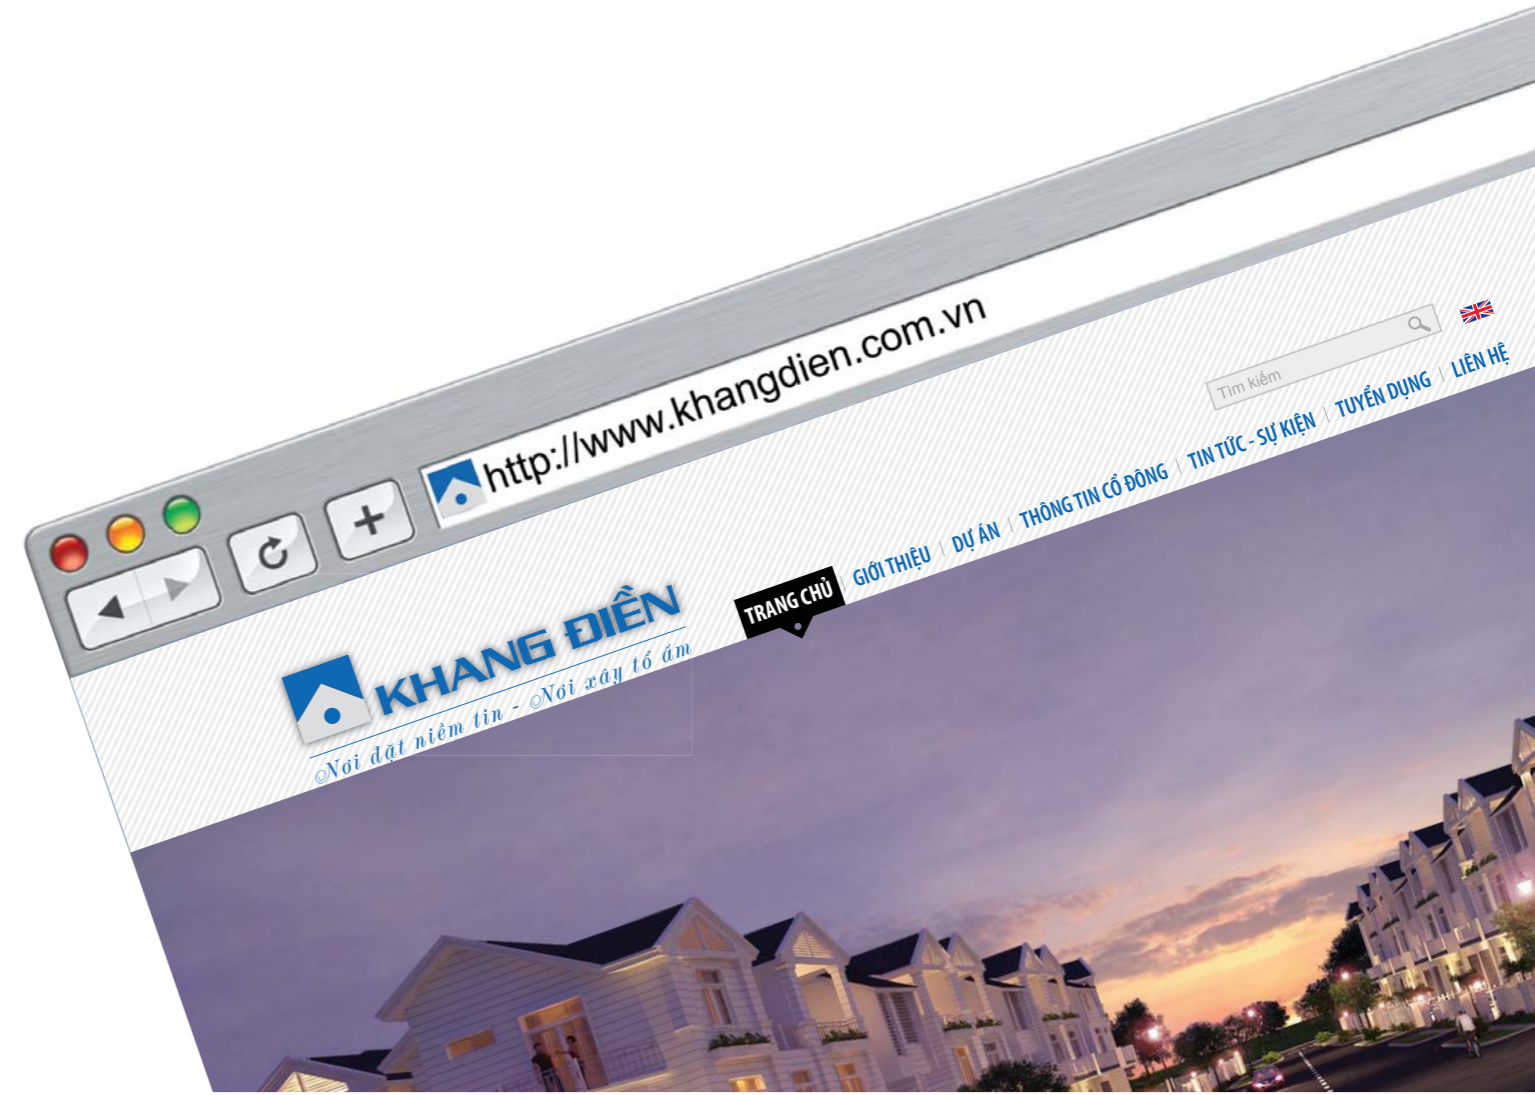 http://www.khangdien.com.vn
Tìm kiếm
TRANG CHỦ
GIỚI THIỆU
DỰ ÁN
THÔNG TIN CỔ ĐÔNG
TIN TỨC - SỰ KIỆN
TUYỂN DỤNG
LIÊN HỆ
KHANG ĐIỀN
Nơi đặt niềm tin - Nơi xây tổ ấm